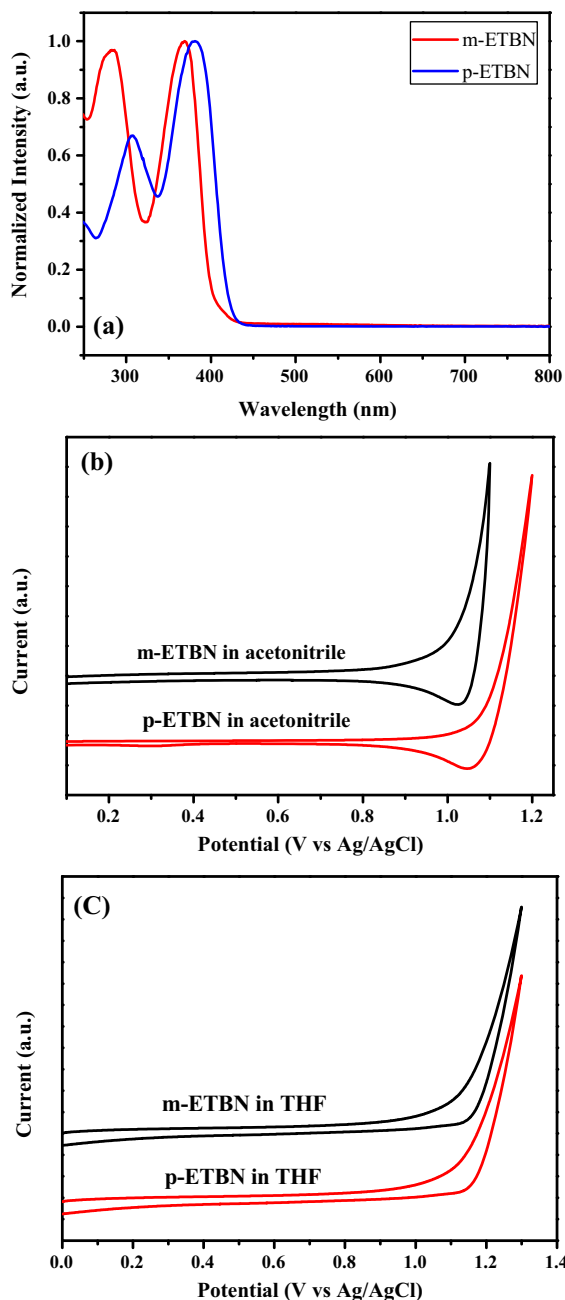 Normalized Intensity (a.u.)
1.0
0.8
0.6
0.4
0.2
0.0
m-ETBN
p-ETBN
(a)
300 400 500 600 700 800
Wavelength (nm)
(b)
Current (a.u.)
m-ETBN in acetonitrile
p-ETBN in acetonitrile
0.2 0.4 0.6 0.8 1.0 1.2
Potential (V vs Ag/AgCl)
(C)
Current (a.u.)
m-ETBN in THF
p-ETBN in THF
0.0 0.2 0.4 0.6 0.8 1.0 1.2 1.4
Potential (V vs Ag/AgCl)